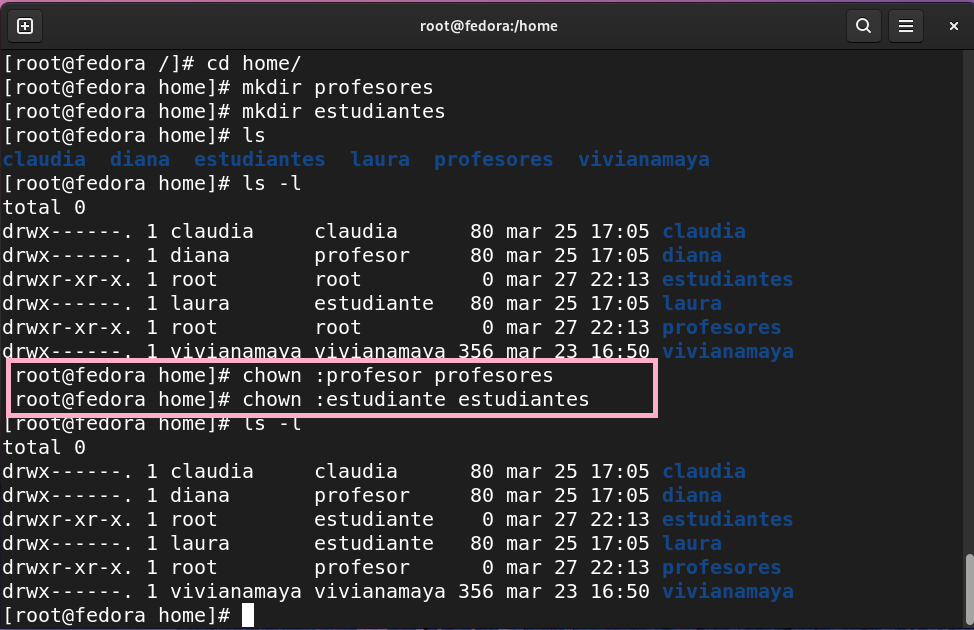 root@fedora:/home
[root@fedora /]# cd home/
[root@fedora home]# mkdir profesores
[root@fedora home]# mkdir estudiantes
[root@fedora home]# ls
claudia  diana  estudiantes  laura  profesores  vivianamaya
[root@fedora home]# ls -l
total 0
drwx------. 1 claudia     claudia      80 mar 25 17:05 claudia
drwx------. 1 diana       profesor     80 mar 25 17:05 diana
drwxr-xr-x. 1 root        root          0 mar 27 22:13 estudiantes
drwx------. 1 laura       estudiante   80 mar 25 17:05 laura
drwxr-xr-x. 1 root        root          0 mar 27 22:13 profesores
drwx------. 1 vivianamaya vivianamaya 356 mar 23 16:50 vivianamaya
root@fedora home]# chown :profesor profesores
root@fedora home]# chown :estudiante estudiantes
[root@fedora home]# ls -l
total 0
drwx------. 1 claudia     claudia      80 mar 25 17:05 claudia
drwx------. 1 diana       profesor     80 mar 25 17:05 diana
drwxr-xr-x. 1 root        estudiante    0 mar 27 22:13 estudiantes
drwx------. 1 laura       estudiante   80 mar 25 17:05 laura
drwxr-xr-x. 1 root        profesor      0 mar 27 22:13 profesores
drwx------. 1 vivianamaya vivianamaya 356 mar 23 16:50 vivianamaya
[root@fedora home]#